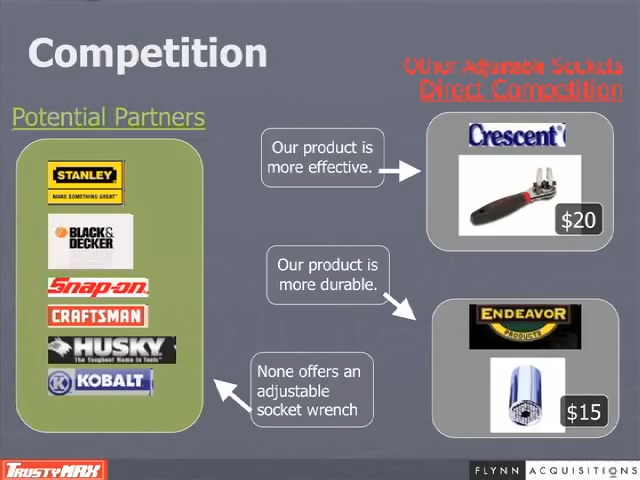 Competition
Other Adjustable Sockets
Direct Competition
Potential Partners
STANLEY
MAKE SOMETHING GREAT™
BLACK&
DECKER
Snap-on
CRAFTSMAN
HUSKY
The Toughest Name in Tools
KOBALT
Our product is
more effective.
Our product is
more durable.
None offers an
adjustable
socket wrench
Crescent
$20
ENDEAVOR
PRODUCTS
$15
TRUSTYMAX
FLYNN ACQUISITIONS